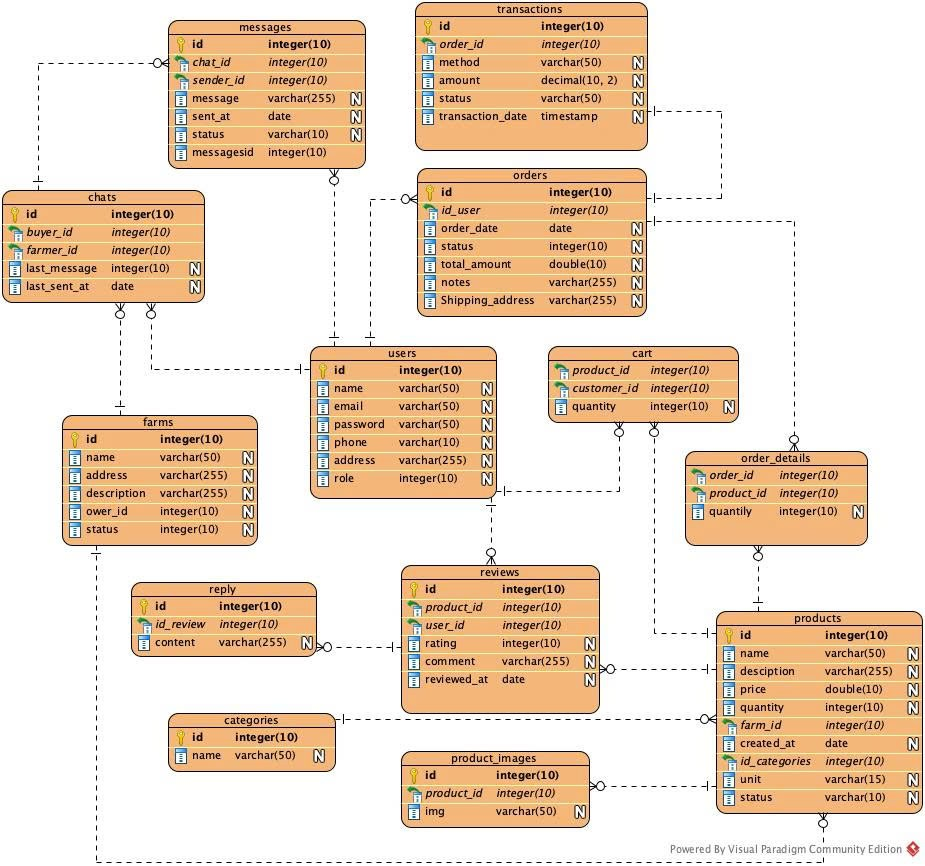 messages
id integer(10)
chat_id integer(10)
sender_id integer(10)
message varchar(255) N
sent_at date N
status varchar(10) N
messagesid integer(10)
transactions
id integer(10)
order_id integer(10)
method varchar(50) N
amount decimal(10, 2) N
status varchar(50) N
transaction_date timestamp N
chats
id integer(10)
buyer_id integer(10)
farmer_id integer(10)
last_message integer(10) N
last_sent_at date N
orders
id integer(10)
id_user integer(10)
order_date date N
status integer(10) N
total_amount double(10) N
notes varchar(255) N
Shipping_address varchar(255) N
users
id integer(10)
name varchar(50) N
email varchar(50) N
password varchar(50) N
phone varchar(10) N
address varchar(255) N
role integer(10) N
cart
product_id integer(10)
customer_id integer(10)
quantity integer(10) N
farms
id integer(10)
name varchar(50) N
address varchar(255) N
description varchar(255) N
ower_id integer(10) N
status integer(10) N
order_details
order_id integer(10)
product_id integer(10)
quantily integer(10) N
reviews
id integer(10)
product_id integer(10)
user_id integer(10)
rating integer(10) N
comment varchar(255) N
reviewed_at date N
reply
id integer(10)
id_review integer(10)
content varchar(255) N
products
id integer(10)
name varchar(50) N
desciption varchar(255) N
price double(10) N
quantity integer(10) N
farm_id integer(10)
created_at date N
id_categories integer(10)
unit varchar(15) N
status varchar(10) N
categories
id integer(10)
name varchar(50) N
product_images
id integer(10)
product_id integer(10)
img varchar(50) N
Powered By Visual Paradigm Community Edition